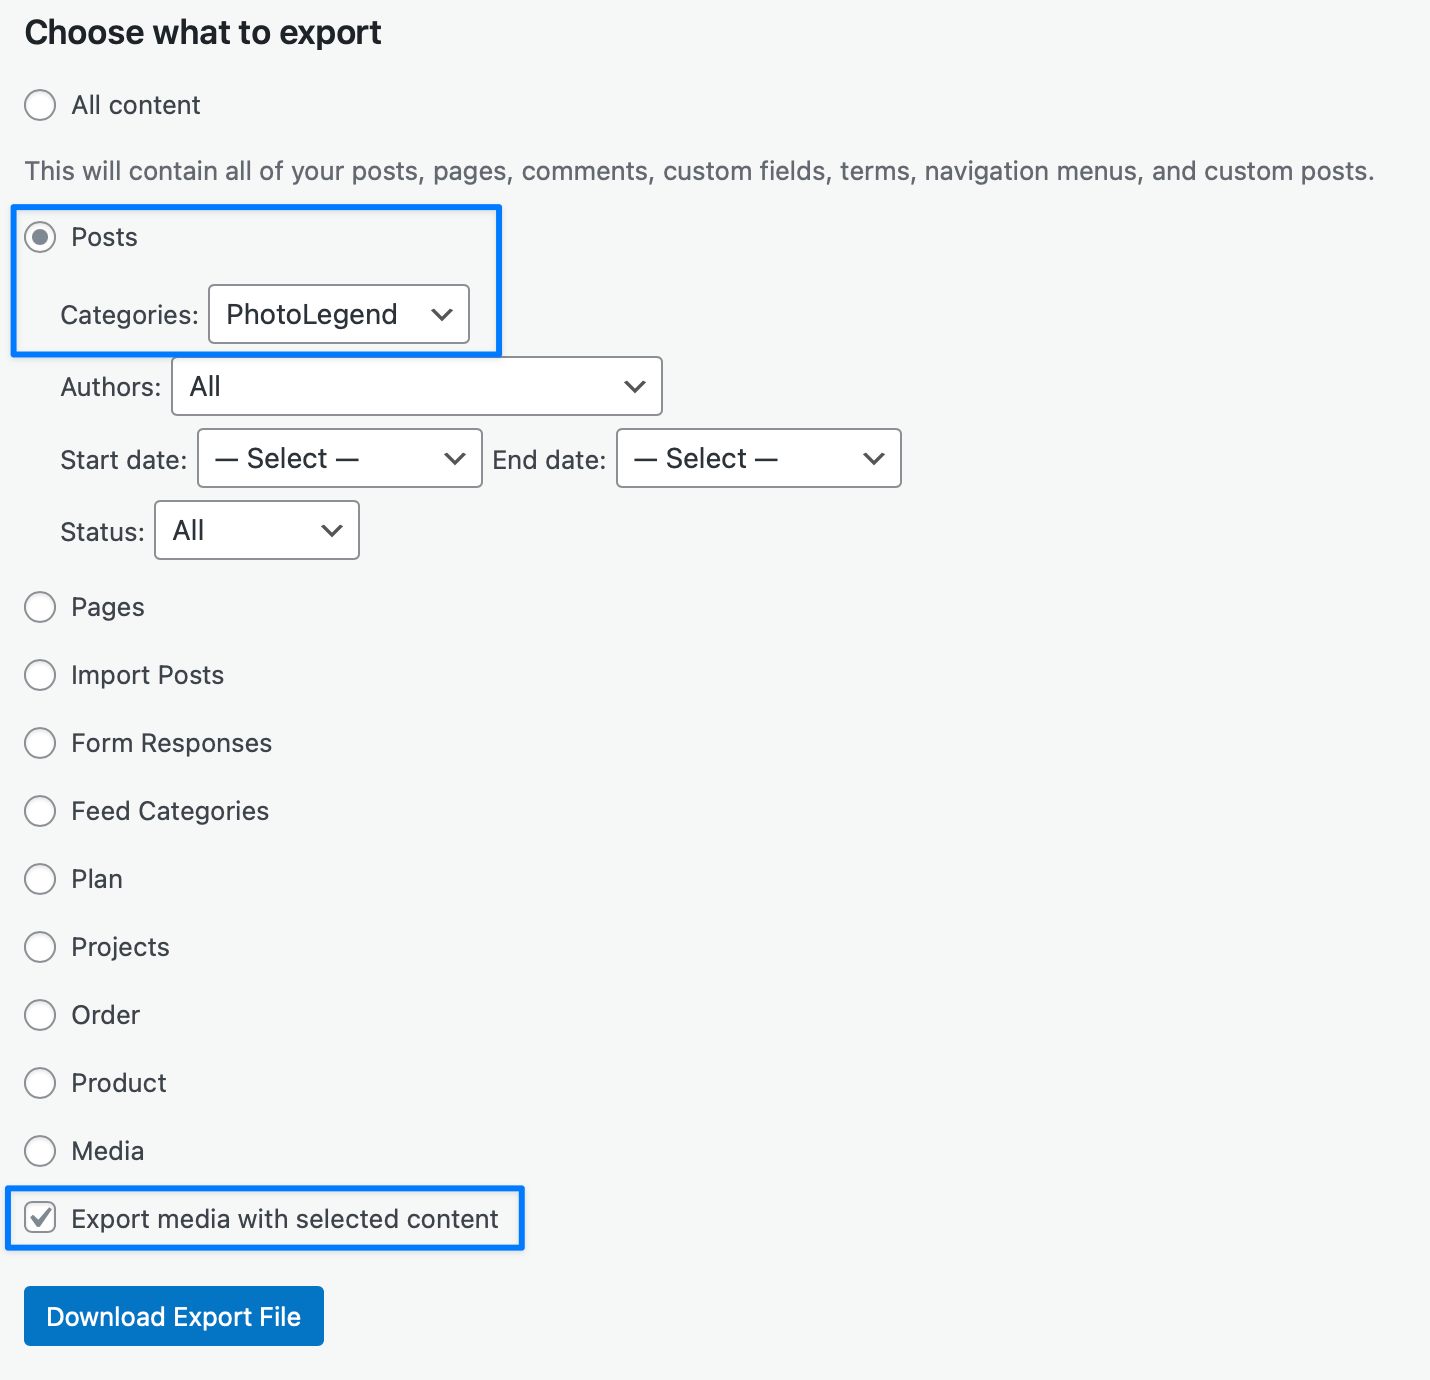 Choose what to export
All content
This will contain all of your posts, pages, comments, custom fields, terms, navigation menus, and custom posts.
Posts
Categories: PhotoLegend
Authors: All
Start date: — Select — End date: — Select —
Status: All
Pages
Import Posts
Form Responses
Feed Categories
Plan
Projects
Order
Product
Media
Export media with selected content
Download Export File